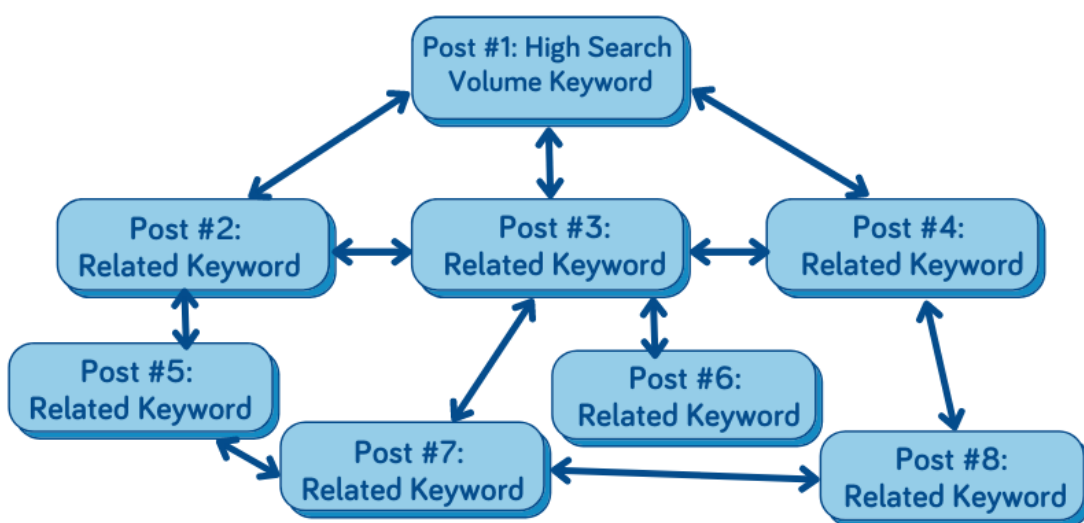 Post #1: High Search
Volume Keyword
Post #2:
Related Keyword
Post #3:
Related Keyword
Post #4:
Related Keyword
Post #5:
Related Keyword
Post #6:
Related Keyword
Post #7:
Related Keyword
Post #8:
Related Keyword